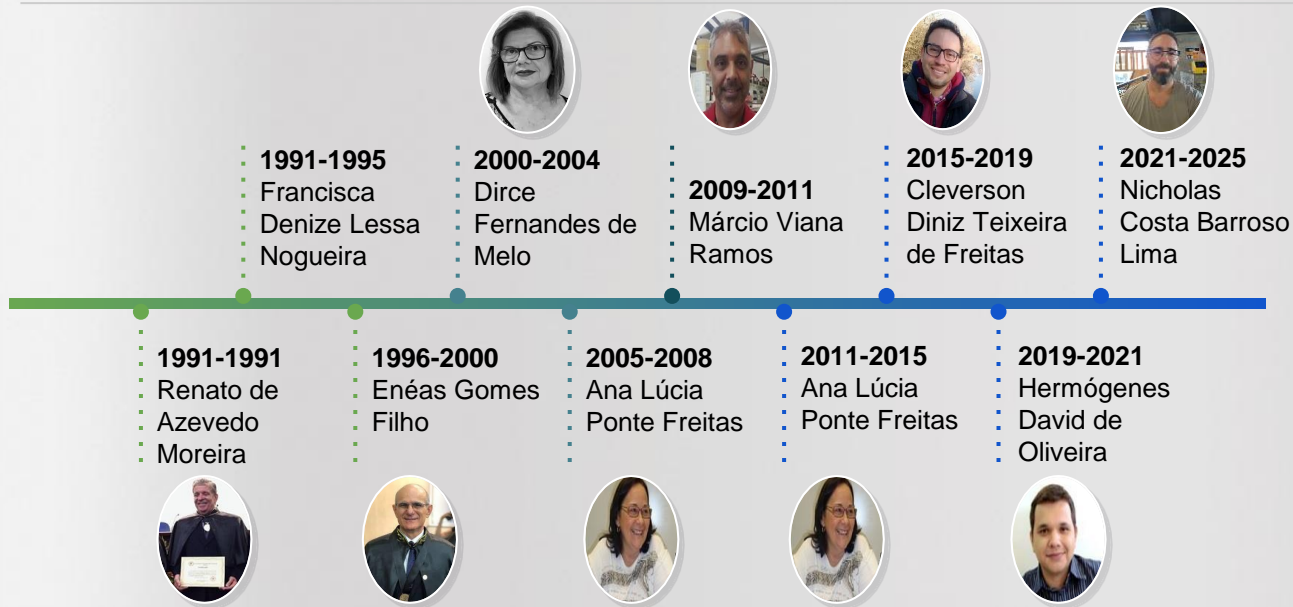 1991-1995
Francisca
Denize Lessa
Nogueira
2000-2004
Dirce
Fernandes de
Melo
2009-2011
Márcio Viana
Ramos
2015-2019
Cleverson
Diniz Teixeira
de Freitas
2021-2025
Nicholas
Costa Barroso
Lima
1991-1991
Renato de
Azevedo
Moreira
1996-2000
Enéas Gomes
Filho
2005-2008
Ana Lúcia
Ponte Freitas
2011-2015
Ana Lúcia
Ponte Freitas
2019-2021
Hermógenes
David de
Oliveira